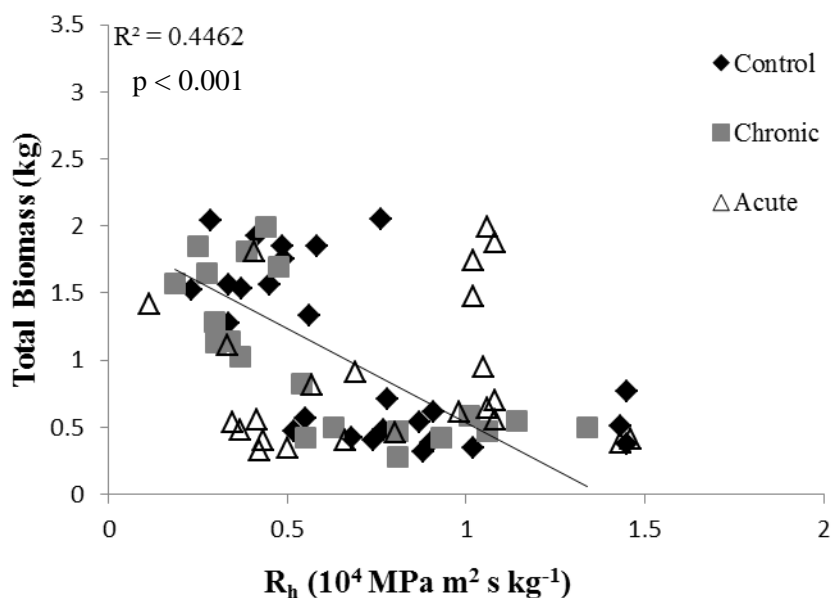 3.5
R² = 0.4462
p < 0.001
3
Control
2.5
Chronic
2
Acute
Total Biomass (kg)
1.5
1
0.5
0
0 0.5 1 1.5 2
Rₕ (10⁴ MPa m² s kg⁻¹)